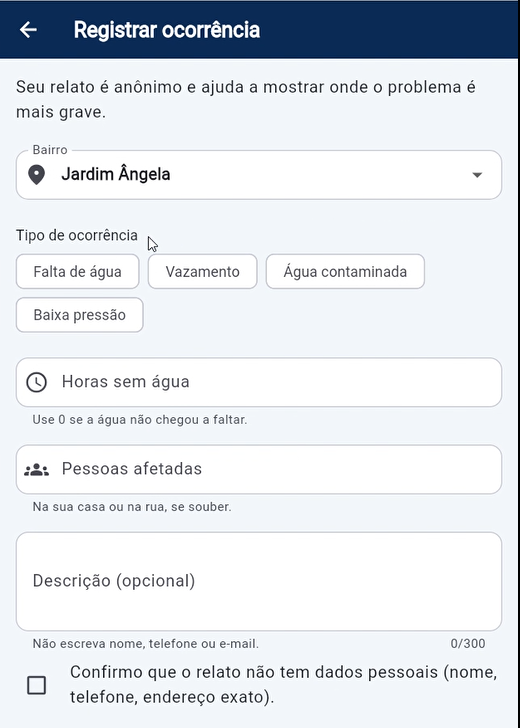 Registrar ocorrência
Seu relato é anônimo e ajuda a mostrar onde o problema é
mais grave.
Bairro
Jardim Ângela
Tipo de ocorrência
Falta de água
Vazamento
Água contaminada
Baixa pressão
Horas sem água
Use 0 se a água não chegou a faltar.
Pessoas afetadas
Na sua casa ou na rua, se souber.
Descrição (opcional)
Não escreva nome, telefone ou e-mail.
0/300
Confirmo que o relato não tem dados pessoais (nome,
telefone, endereço exato).